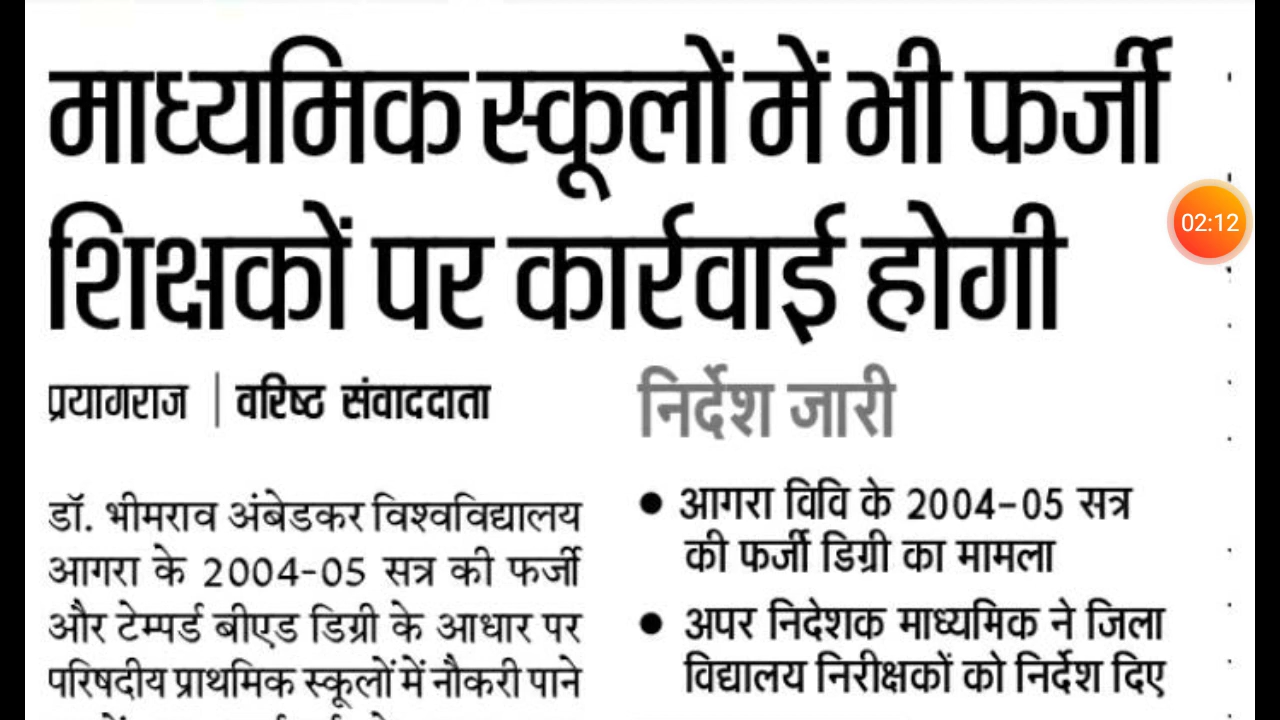 माध्यमिक स्कूलों में भी फर्जी
शिक्षकों पर कार्रवाई होगी
02:12
प्रयागराज | वरिष्ठ संवाददाता
डॉ. भीमराव अंबेडकर विश्वविद्यालय
आगरा के 2004-05 सत्र की फर्जी
और टेम्पर्ड बीएड डिग्री के आधार पर
परिषदीय प्राथमिक स्कूलों में नौकरी पाने
निर्देश जारी
● आगरा विवि के 2004-05 सत्र
की फर्जी डिग्री का मामला
● अपर निदेशक माध्यमिक ने जिला
विद्यालय निरीक्षकों को निर्देश दिए